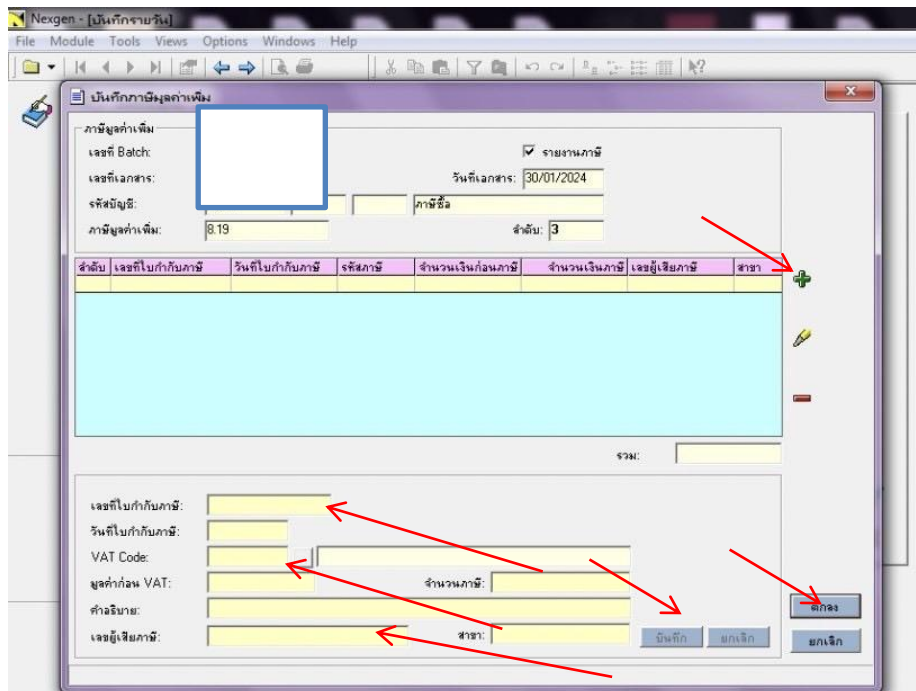 Nexgen - [บันทึกรายวัน]
File Module Tools Views Options Windows Help
บันทึกภาษีมูลค่าเพิ่ม
ภาษีมูลค่าเพิ่ม
เลขที่ Batch:
รายงานภาษี
เลขที่เอกสาร:
วันที่เอกสาร: 30/01/2024
รหัสบัญชี:
ภาษีซื้อ
ภาษีมูลค่าเพิ่ม: 8.19
ลำดับ: 3
ลำดับ เลขที่ใบกำกับภาษี วันที่ใบกำกับภาษี รหัสภาษี จำนวนเงินก่อนภาษี จำนวนเงินภาษี เลขผู้เสียภาษี สาขา
รวม:
เลขที่ใบกำกับภาษี:
วันที่ใบกำกับภาษี:
VAT Code:
มูลค่าก่อน VAT: จำนวนภาษี:
คำอธิบาย:
ตกลง
เลขผู้เสียภาษี: สาขา: บันทึก ยกเลิก ยกเลิก